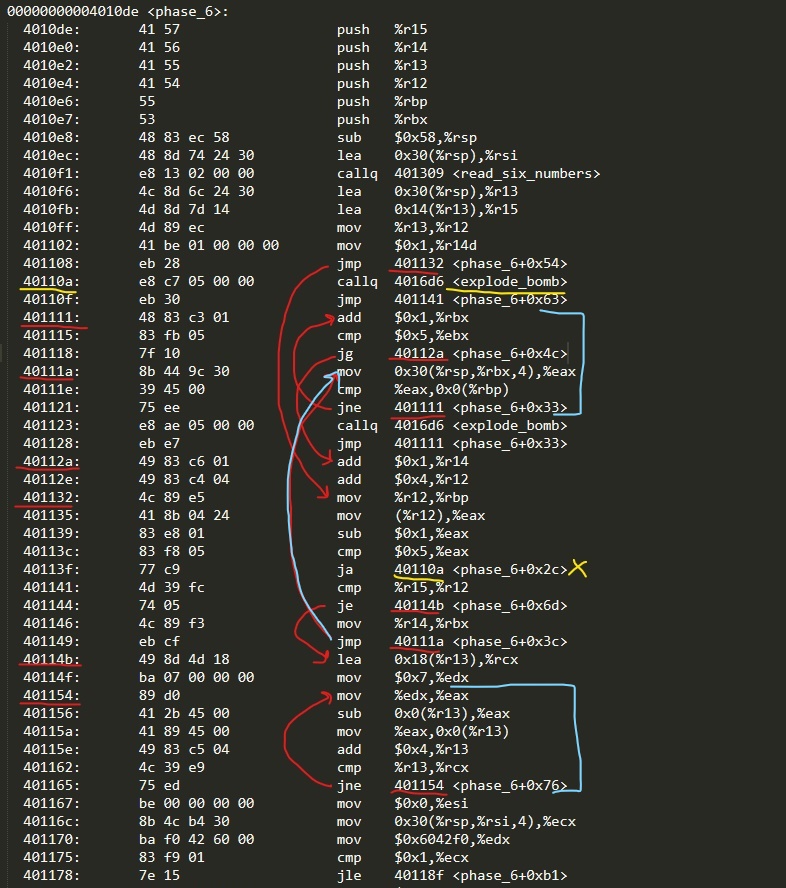 00000000004010de <phase_6>:
4010de: 41 57 push %r15
4010e0: 41 56 push %r14
4010e2: 41 55 push %r13
4010e4: 41 54 push %r12
4010e6: 55 push %rbp
4010e7: 53 push %rbx
4010e8: 48 83 ec 58 sub $0x58,%rsp
4010ec: 48 8d 74 24 30 lea 0x30(%rsp),%rsi
4010f1: e8 13 02 00 00 callq 401309 <read_six_numbers>
4010f6: 4c 8d 6c 24 30 lea 0x30(%rsp),%r13
4010fb: 4d 8d 7d 14 lea 0x14(%r13),%r15
4010ff: 4d 89 ec mov %r13,%r12
401102: 41 be 01 00 00 00 mov $0x1,%r14d
401108: eb 28 jmp 401132 <phase_6+0x54>
40110a: e8 c7 05 00 00 callq 4016d6 <explode_bomb>
40110f: eb 30 jmp 401141 <phase_6+0x63>
401111: 48 83 c3 01 add $0x1,%rbx
401115: 83 fb 05 cmp $0x5,%ebx
401118: 7f 10 jg 40112a <phase_6+0x4c>
40111a: 8b 44 9c 30 mov 0x30(%rsp,%rbx,4),%eax
40111e: 39 45 00 cmp %eax,0x0(%rbp)
401121: 75 ee jne 401111 <phase_6+0x33>
401123: e8 ae 05 00 00 callq 4016d6 <explode_bomb>
401128: eb e7 jmp 401111 <phase_6+0x33>
40112a: 49 83 c6 01 add $0x1,%r14
40112e: 49 83 c4 04 add $0x4,%r12
401132: 4c 89 e5 mov %r12,%rbp
401135: 41 8b 04 24 mov (%r12),%eax
401139: 83 e8 01 sub $0x1,%eax
40113c: 83 f8 05 cmp $0x5,%eax
40113f: 77 c9 ja 40110a <phase_6+0x2c>
401141: 4d 39 fc cmp %r15,%r12
401144: 74 05 je 40114b <phase_6+0x6d>
401146: 4c 89 f3 mov %r14,%rbx
401149: eb cf jmp 40111a <phase_6+0x3c>
40114b: 49 8d 4d 18 lea 0x18(%r13),%rcx
40114f: ba 07 00 00 00 mov $0x7,%edx
401154: 89 d0 mov %edx,%eax
401156: 41 2b 45 00 sub 0x0(%r13),%eax
40115a: 41 89 45 00 mov %eax,0x0(%r13)
40115e: 49 83 c5 04 add $0x4,%r13
401162: 4c 39 e9 cmp %r13,%rcx
401165: 75 ed jne 401154 <phase_6+0x76>
401167: be 00 00 00 00 mov $0x0,%esi
40116c: 8b 4c b4 30 mov 0x30(%rsp,%rsi,4),%ecx
401170: ba f0 42 60 00 mov $0x6042f0,%edx
401175: 83 f9 01 cmp $0x1,%ecx
401178: 7e 15 jle 40118f <phase_6+0xb1>